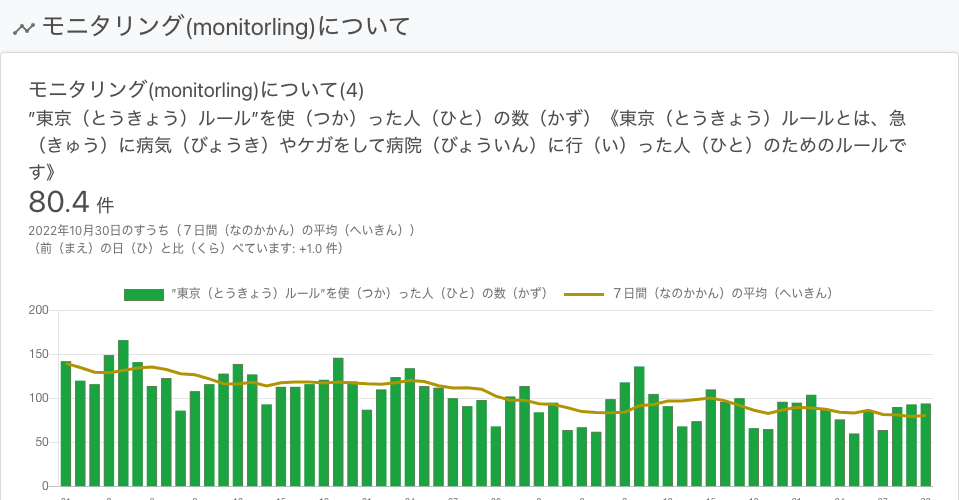 モニタリング(monitorling)について
モニタリング(monitorling)について(4)
”東京（とうきょう）ルール”を使（つか）った人（ひと）の数（かず）《東京（とうきょう）ルールとは、急
（きゅう）に病気（びょうき）やケガをして病院（びょういん）に行（い）った人（ひと）のためのルールで
す》
80.4 件
2022年10月30日のすうち（７日間（なのかかん）の平均（へいきん））
（前（まえ）の日（ひ）と比（くら）べています: +1.0 件）
”東京（とうきょう）ルール”を使（つか）った人（ひと）の数（かず） ７日間（なのかかん）の平均（へいきん）
200
150
100
50
0